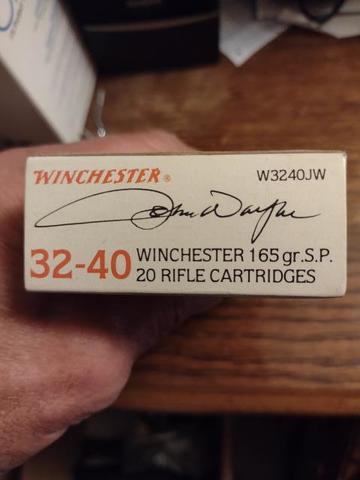 WINCHESTER® W3240JW
John Wayne
32-40 WINCHESTER 165 gr. S.P.
20 RIFLE CARTRIDGES